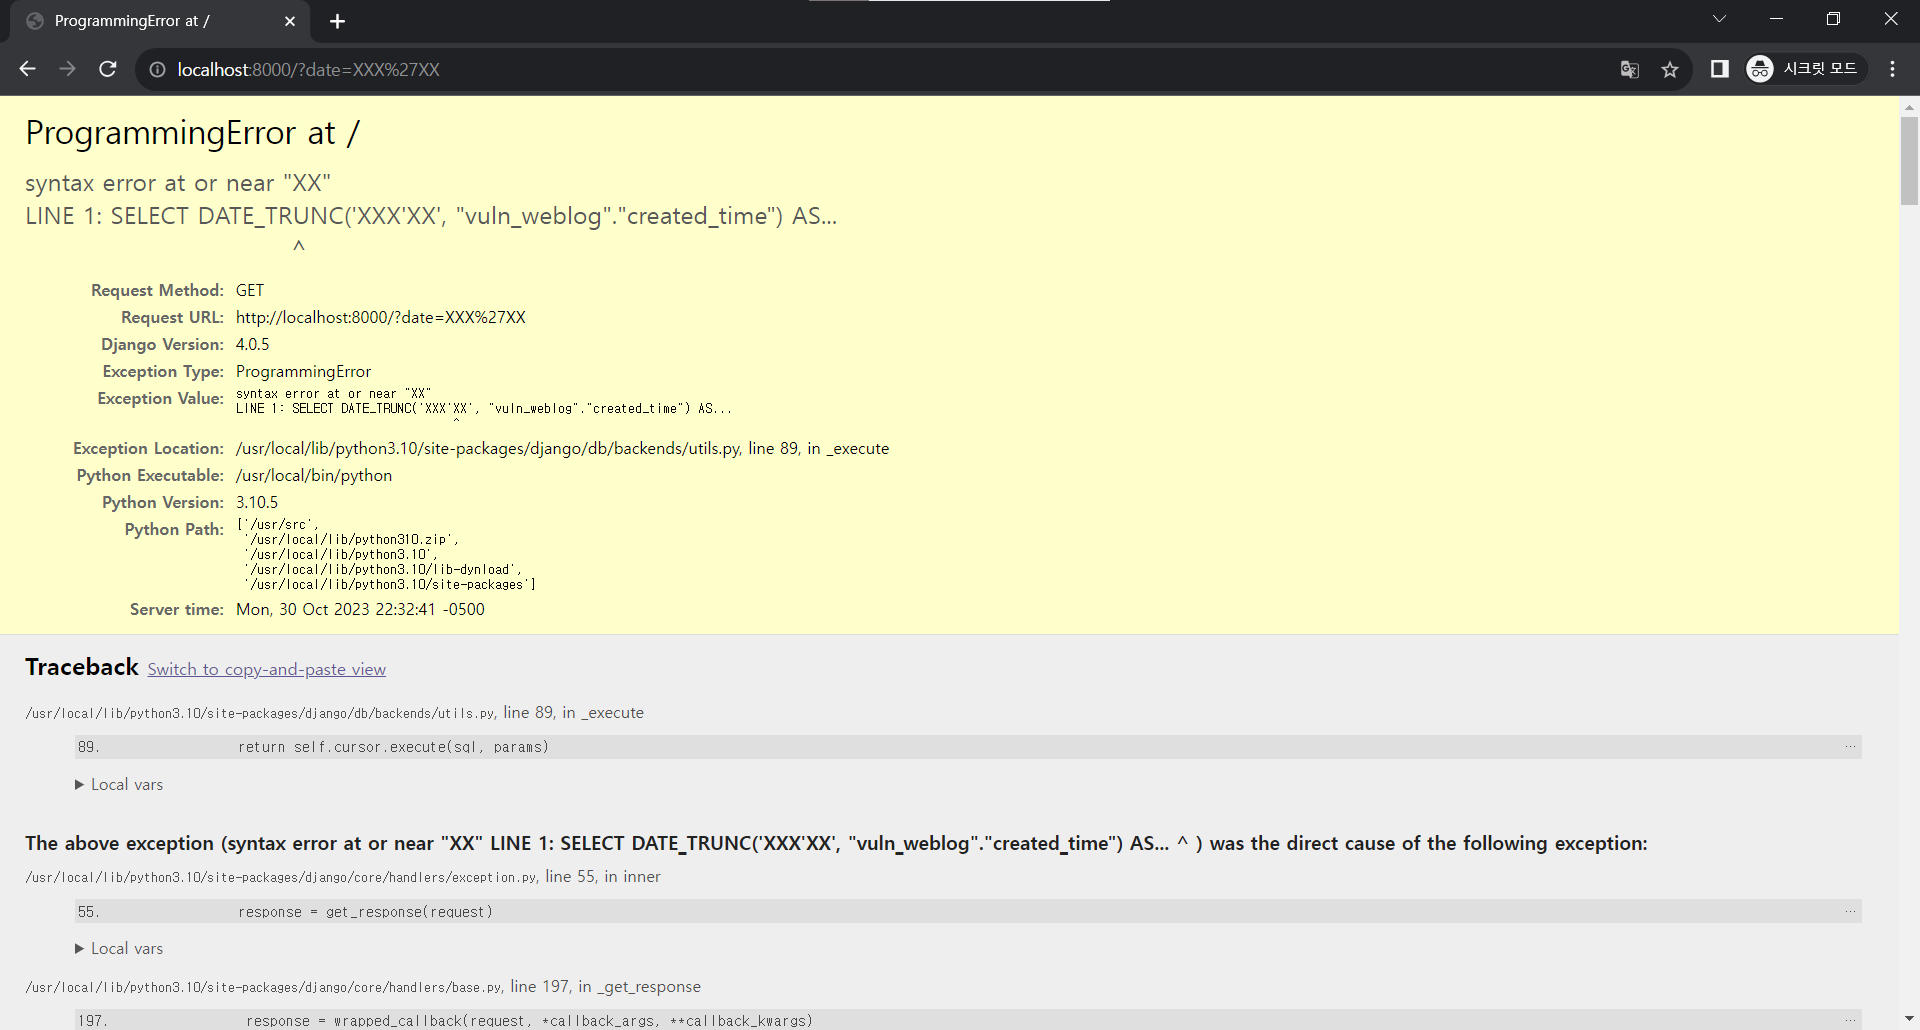 ProgrammingError at /
localhost:8000/?date=XXX%27XX
시크릿 모드
ProgrammingError at /
syntax error at or near "XX"
LINE 1: SELECT DATE_TRUNC('XXX'XX', "vuln_weblog"."created_time") AS...
^
Request Method: GET
Request URL: http://localhost:8000/?date=XXX%27XX
Django Version: 4.0.5
Exception Type: ProgrammingError
Exception Value: syntax error at or near "XX"
LINE 1: SELECT DATE_TRUNC('XXX'XX', "vuln_weblog"."created_time") AS...
^
Exception Location: /usr/local/lib/python3.10/site-packages/django/db/backends/utils.py, line 89, in _execute
Python Executable: /usr/local/bin/python
Python Version: 3.10.5
Python Path: ['/usr/src',
'/usr/local/lib/python310.zip',
'/usr/local/lib/python3.10',
'/usr/local/lib/python3.10/lib-dynload',
'/usr/local/lib/python3.10/site-packages']
Server time: Mon, 30 Oct 2023 22:32:41 -0500
Traceback Switch to copy-and-paste view
/usr/local/lib/python3.10/site-packages/django/db/backends/utils.py, line 89, in _execute
89. return self.cursor.execute(sql, params) ...
▶ Local vars
The above exception (syntax error at or near "XX" LINE 1: SELECT DATE_TRUNC('XXX'XX', "vuln_weblog"."created_time") AS... ^ ) was the direct cause of the following exception:
/usr/local/lib/python3.10/site-packages/django/core/handlers/exception.py, line 55, in inner
55. response = get_response(request) ...
▶ Local vars
/usr/local/lib/python3.10/site-packages/django/core/handlers/base.py, line 197, in _get_response
197. response = wrapped_callback(request, *callback_args, **callback_kwargs) ...